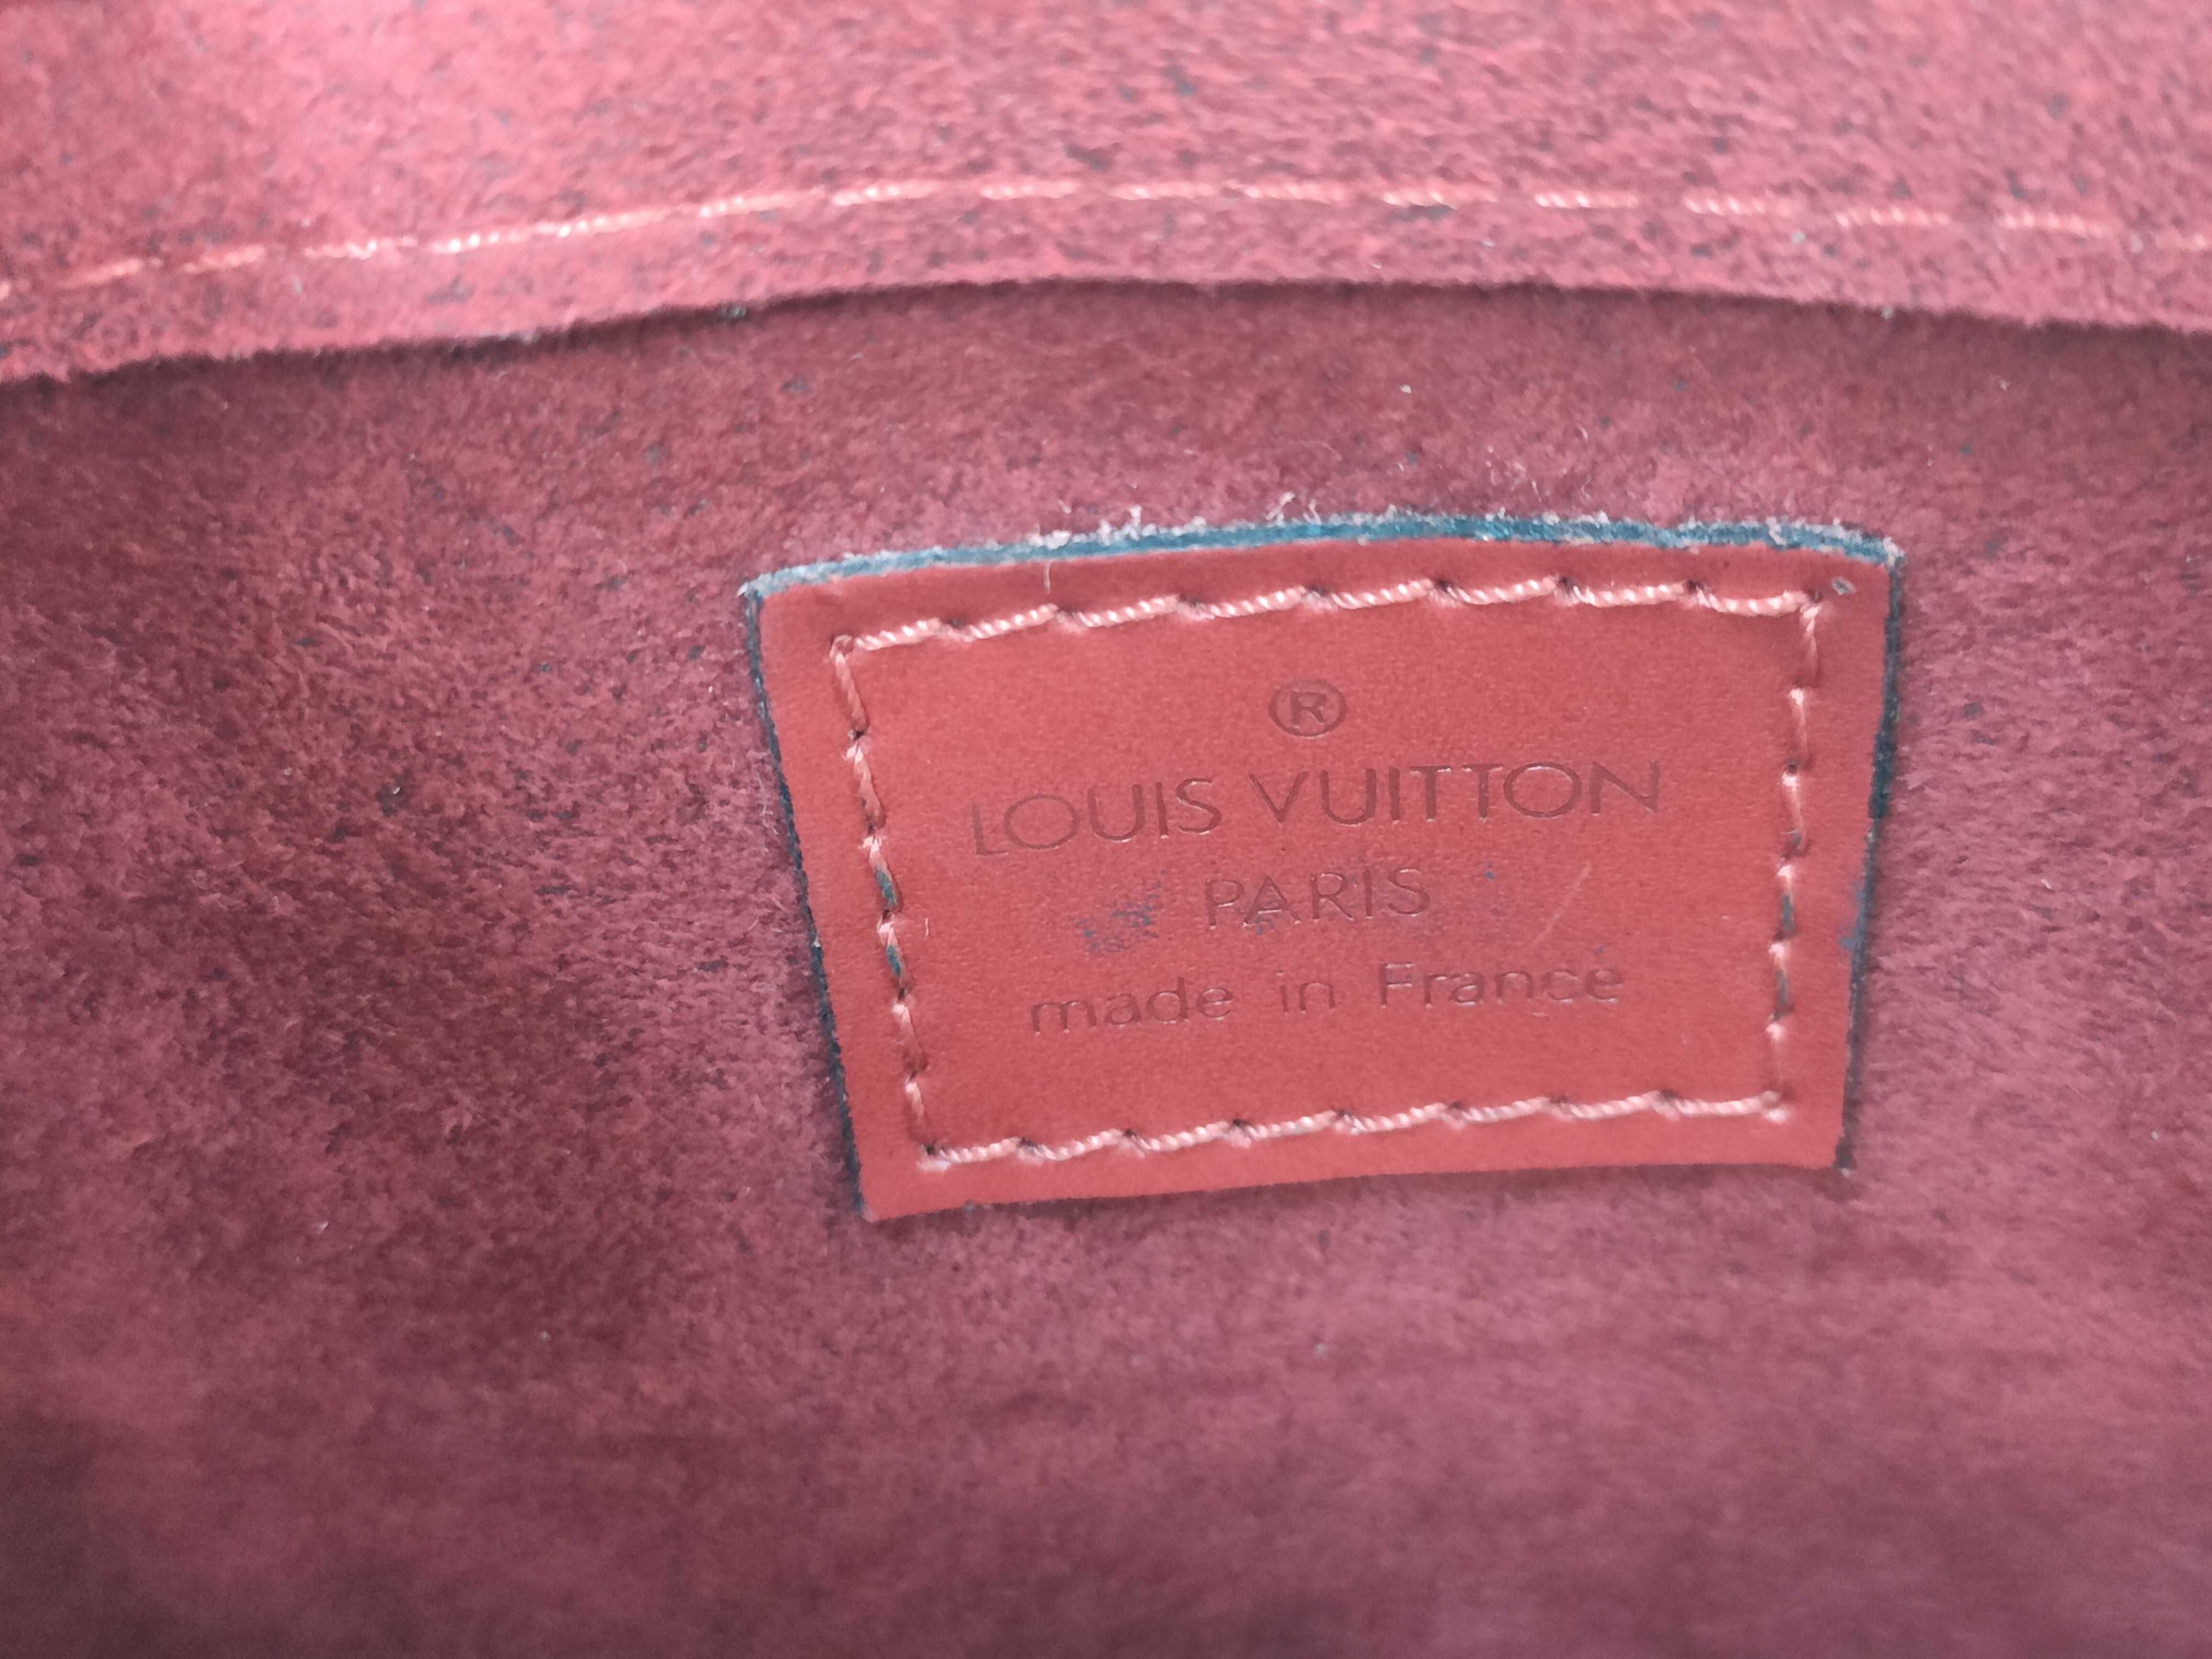 ®
LOUIS VUITTON
PARIS
made in France